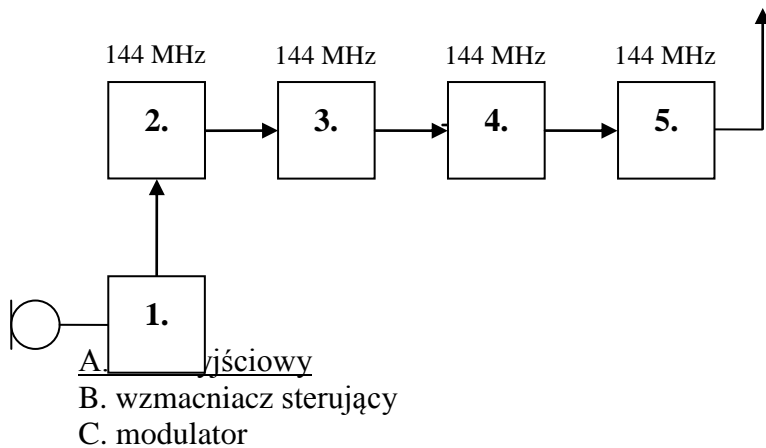 144 MHz 144 MHz 144 MHz 144 MHz
2. 3. 4. 5.
1.
A. yjściowy
B. wzmacniacz sterujący
C. modulator